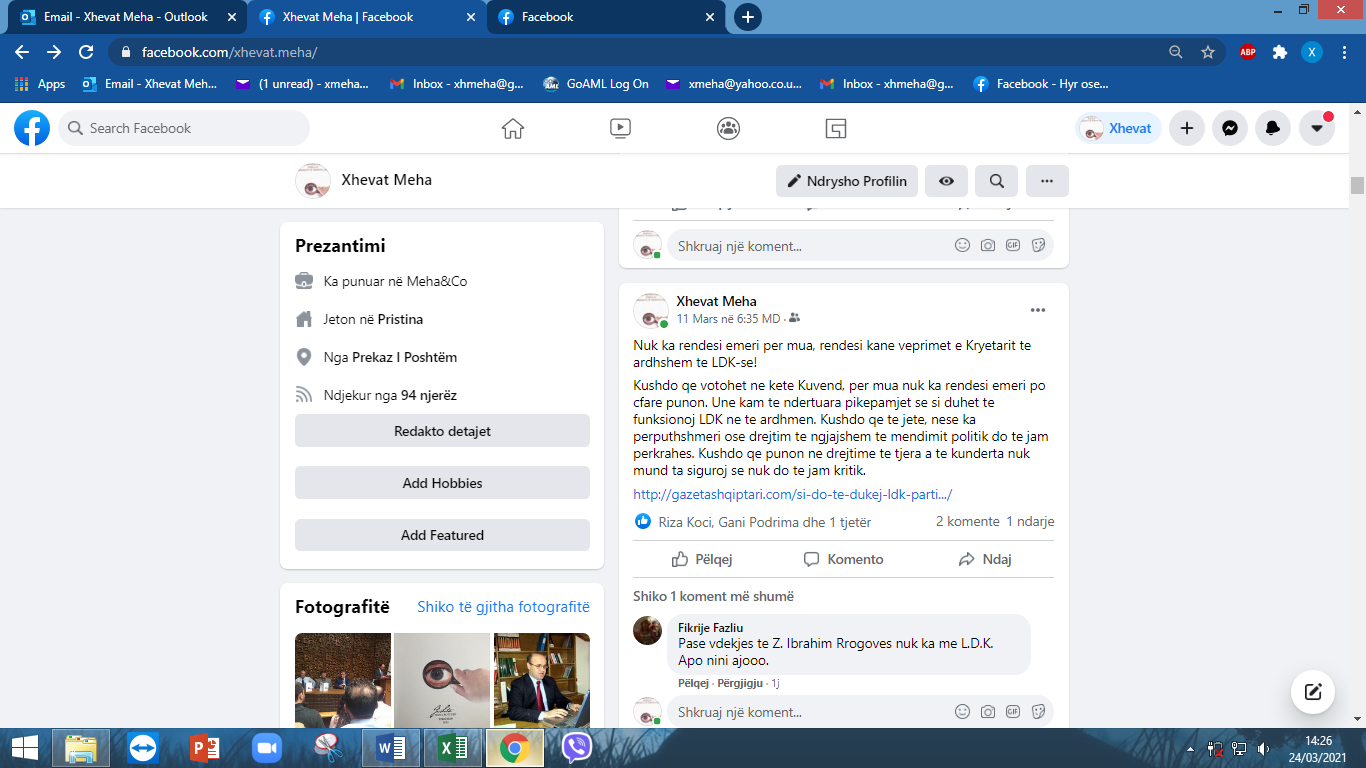 Email - Xhevat Meha - Outlook
Xhevat Meha | Facebook
Facebook
facebook.com/xhevat.meha/
ABP
X
Apps
Email - Xhevat Meh...
(1 unread) - xmeha...
Inbox - xhmeha@g...
GoAML Log On
xmeha@yahoo.co.u...
Inbox - xhmeha@g...
Facebook - Hyr ose...
Search Facebook
Xhevat
Xhevat Meha
Ndrysho Profilin
Prezantimi
Ka punuar në Meha&Co
Jeton në Pristina
Nga Prekaz I Poshtëm
Ndjekur nga 94 njerëz
Redakto detajet
Add Hobbies
Add Featured
Fotografitë
Shiko të gjitha fotografitë
Shkruaj një koment...
GIF
Xhevat Meha
11 Mars në 6:35 MD ·
Nuk ka rendesi emeri per mua, rendesi kane veprimet e Kryetarit te
ardhshem te LDK-se!
Kushdo qe votohet ne kete Kuvend, per mua nuk ka rendesi emeri po
cfare punon. Une kam te ndertuara pikepamjet se si duhet te
funksionoj LDK ne te ardhmen. Kushdo qe te jete, nese ka
perputhshmeri ose drejtim te ngjajshem te mendimit politik do te jam
perkrahes. Kushdo qe punon ne drejtime te tjera a te kunderta nuk
mund ta siguroj se nuk do te jam kritik.
http://gazetashqiptari.com/si-do-te-dukej-ldk-parti.../
Riza Koci, Gani Podrima dhe 1 tjetër
2 komente 1 ndarje
Pëlqej
Komento
Ndaj
Shiko 1 koment më shumë
Fikrije Fazliu
Pase vdekjes te Z. Ibrahim Rrogoves nuk ka me L.D.K.
Apo nini ajooo.
Pëlqej · Përgjigju · 1j
Shkruaj një koment...
GIF
14:26
24/03/2021